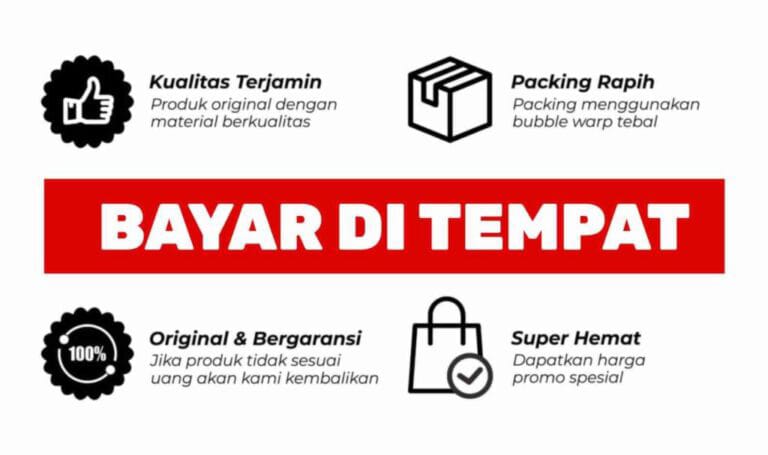 Kualitas Terjamin
Produk original dengan
material berkualitas
Packing Rapih
Packing menggunakan
bubble warp tebal
BAYAR DI TEMPAT
100%
Original & Bergaransi
Jika produk tidak sesuai
uang akan kami kembalikan
Super Hemat
Dapatkan harga
promo spesial